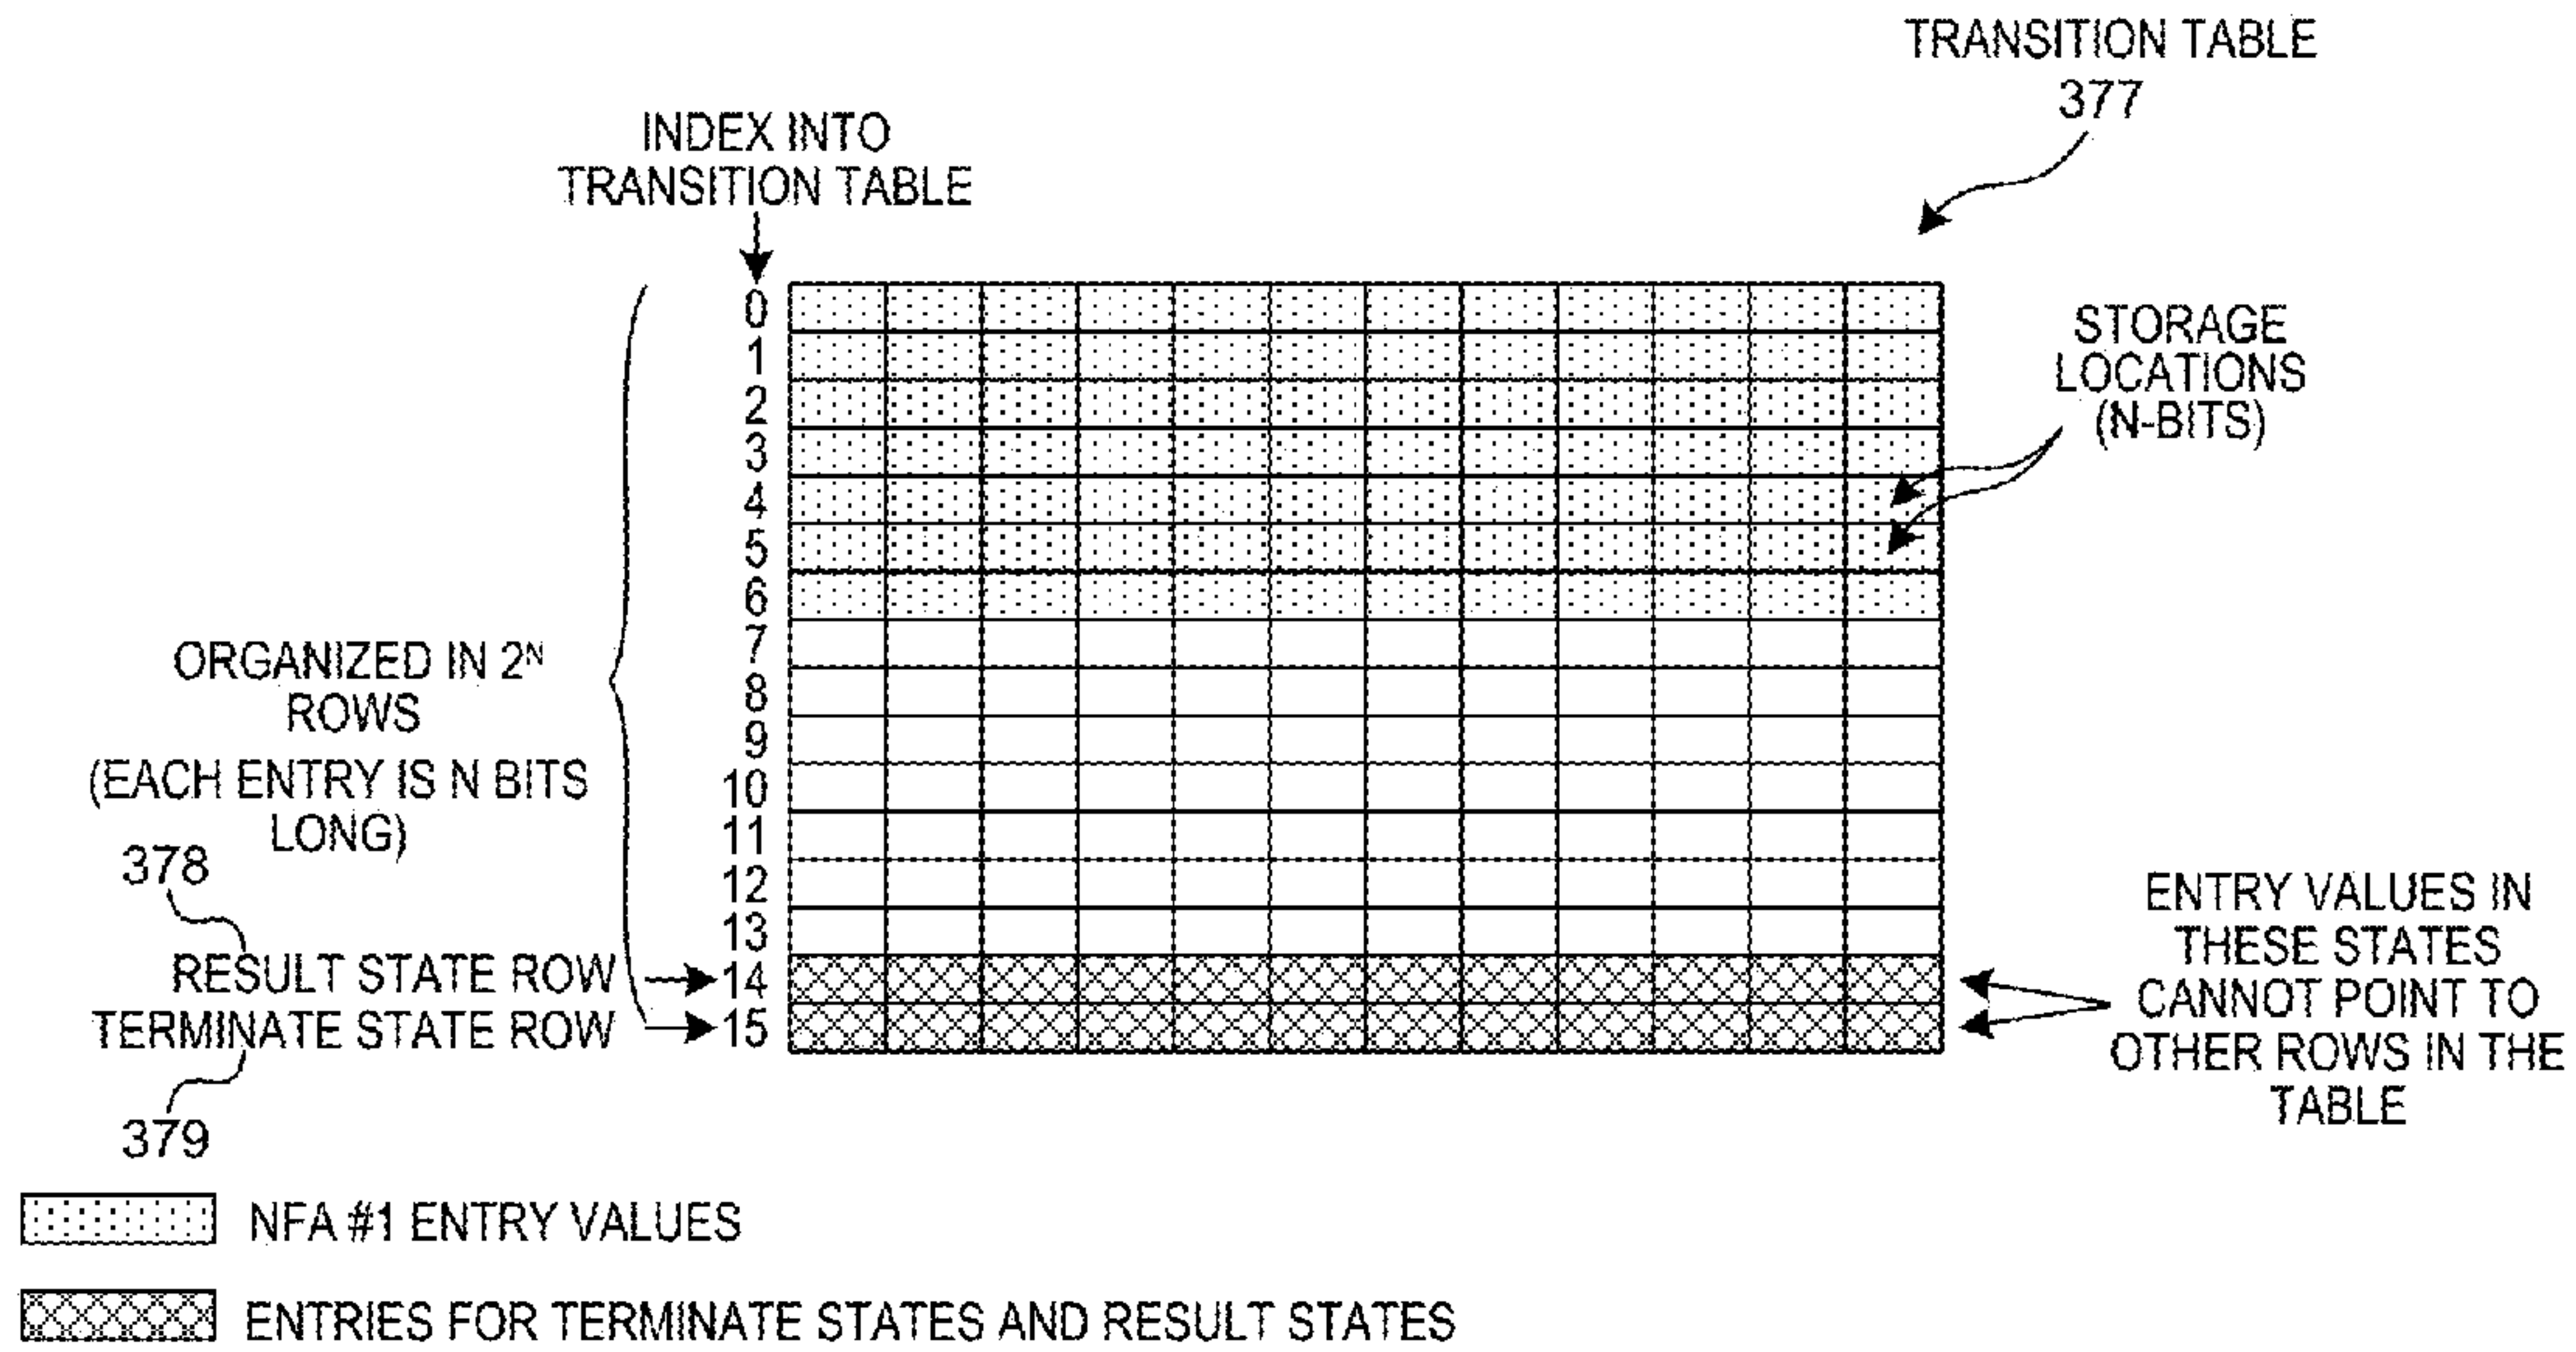 TRANSITION TABLE
377
INDEX INTO
TRANSITION TABLE
STORAGE
LOCATIONS
(N-BITS)
0
1
2
3
4
5
6
7
8
9
10
11
12
13
14
15
ORGANIZED IN 2ᴺ
ROWS
(EACH ENTRY IS N BITS
LONG)
378
RESULT STATE ROW
TERMINATE STATE ROW
379
ENTRY VALUES IN
THESE STATES
CANNOT POINT TO
OTHER ROWS IN THE
TABLE
NFA #1 ENTRY VALUES
ENTRIES FOR TERMINATE STATES AND RESULT STATES